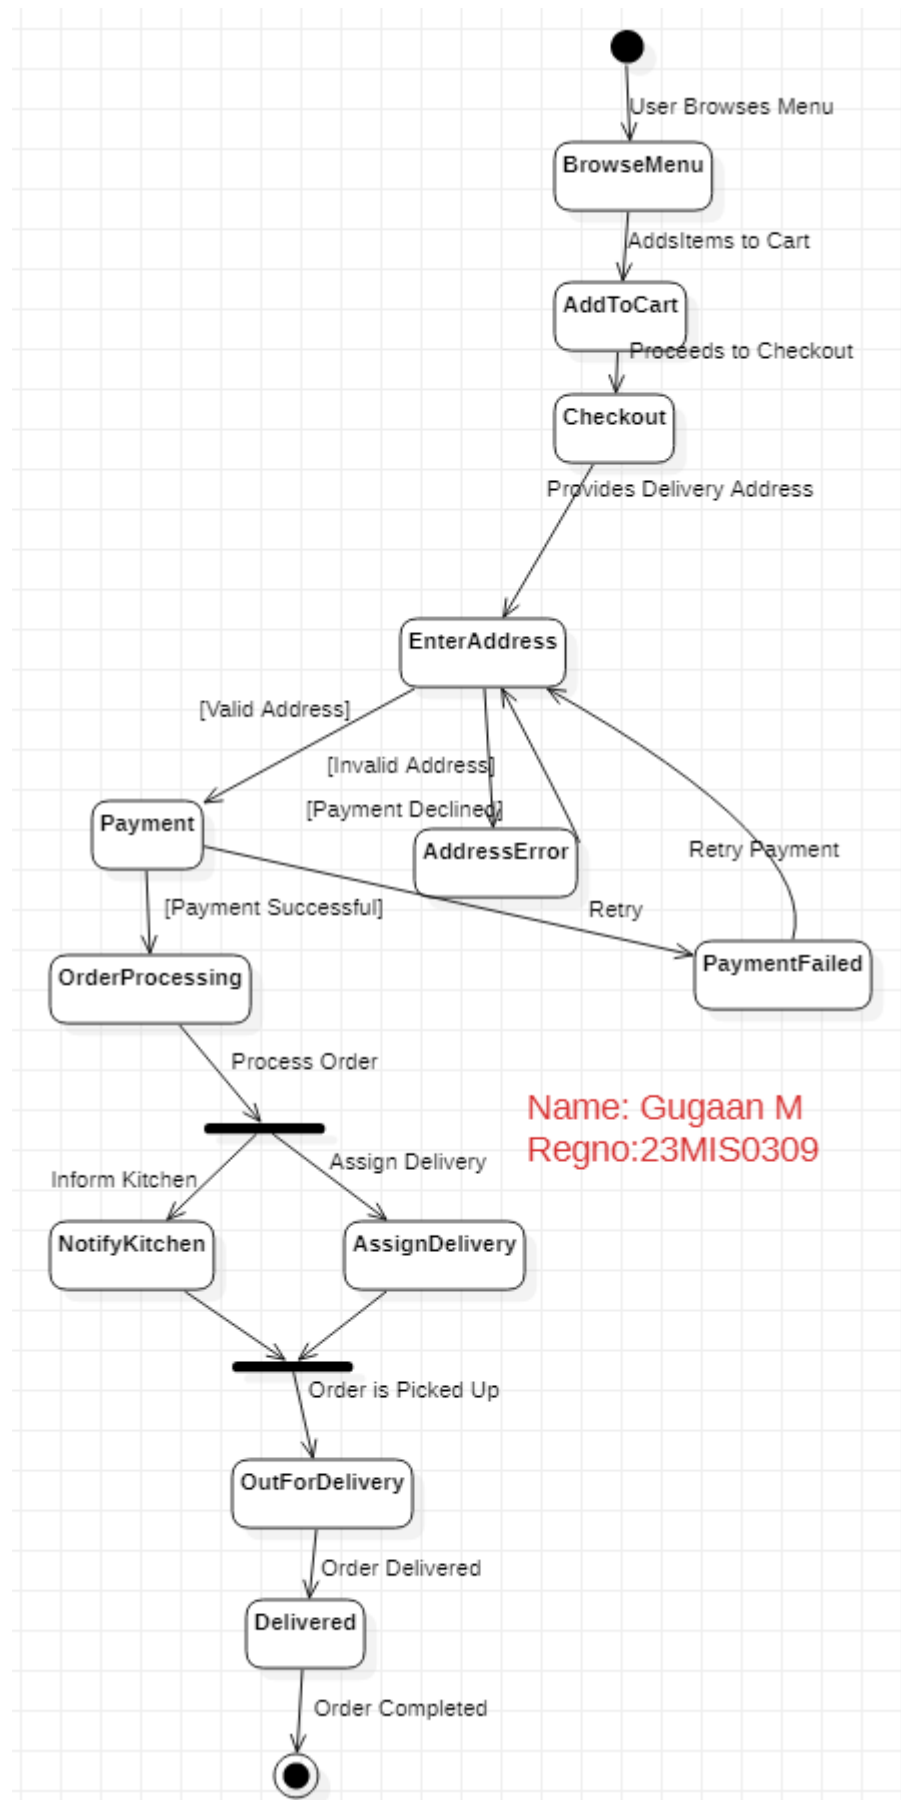 User Browses Menu
BrowseMenu
AddsItems to Cart
AddToCart
Proceeds to Checkout
Checkout
Provides Delivery Address
EnterAddress
[Valid Address]
[Invalid Address]
[Payment Declined]
Payment
AddressError
Retry Payment
[Payment Successful]
Retry
PaymentFailed
OrderProcessing
Process Order
Name: Gugaan M
Regno:23MIS0309
Assign Delivery
Inform Kitchen
NotifyKitchen
AssignDelivery
Order is Picked Up
OutForDelivery
Order Delivered
Delivered
Order Completed